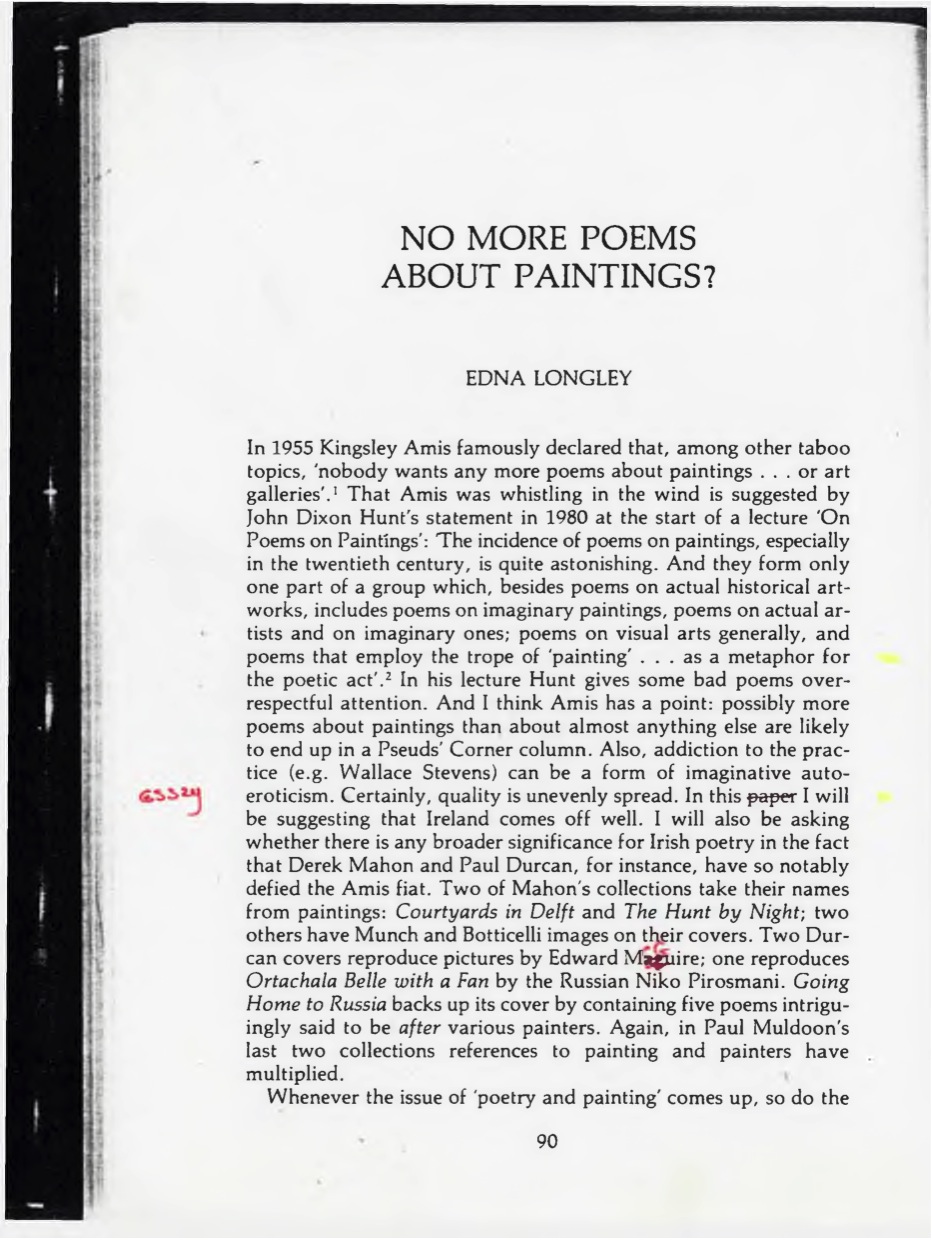 NO MORE POEMS
ABOUT PAINTINGS?
EDNA LONGLEY
In 1955 Kingsley Amis famously declared that, among other taboo
topics, 'nobody wants any more poems about paintings . . . or art
galleries'.¹ That Amis was whistling in the wind is suggested by
John Dixon Hunt's statement in 1980 at the start of a lecture 'On
Poems on Paintings': 'The incidence of poems on paintings, especially
in the twentieth century, is quite astonishing. And they form only
one part of a group which, besides poems on actual historical art-
works, includes poems on imaginary paintings, poems on actual ar-
tists and on imaginary ones; poems on visual arts generally, and
poems that employ the trope of 'painting' . . . as a metaphor for
the poetic act'.² In his lecture Hunt gives some bad poems over-
respectful attention. And I think Amis has a point: possibly more
poems about paintings than about almost anything else are likely
to end up in a Pseuds' Corner column. Also, addiction to the prac-
tice (e.g. Wallace Stevens) can be a form of imaginative auto-
essay
eroticism. Certainly, quality is unevenly spread. In this paper I will
be suggesting that Ireland comes off well. I will also be asking
whether there is any broader significance for Irish poetry in the fact
that Derek Mahon and Paul Durcan, for instance, have so notably
defied the Amis fiat. Two of Mahon's collections take their names
from paintings: Courtyards in Delft and The Hunt by Night; two
others have Munch and Botticelli images on their covers. Two Dur-
can covers reproduce pictures by Edward McGuire; one reproduces
Ortachala Belle with a Fan by the Russian Niko Pirosmani. Going
Home to Russia backs up its cover by containing five poems intrigu-
ingly said to be after various painters. Again, in Paul Muldoon's
last two collections references to painting and painters have
multiplied.
Whenever the issue of 'poetry and painting' comes up, so do the
90